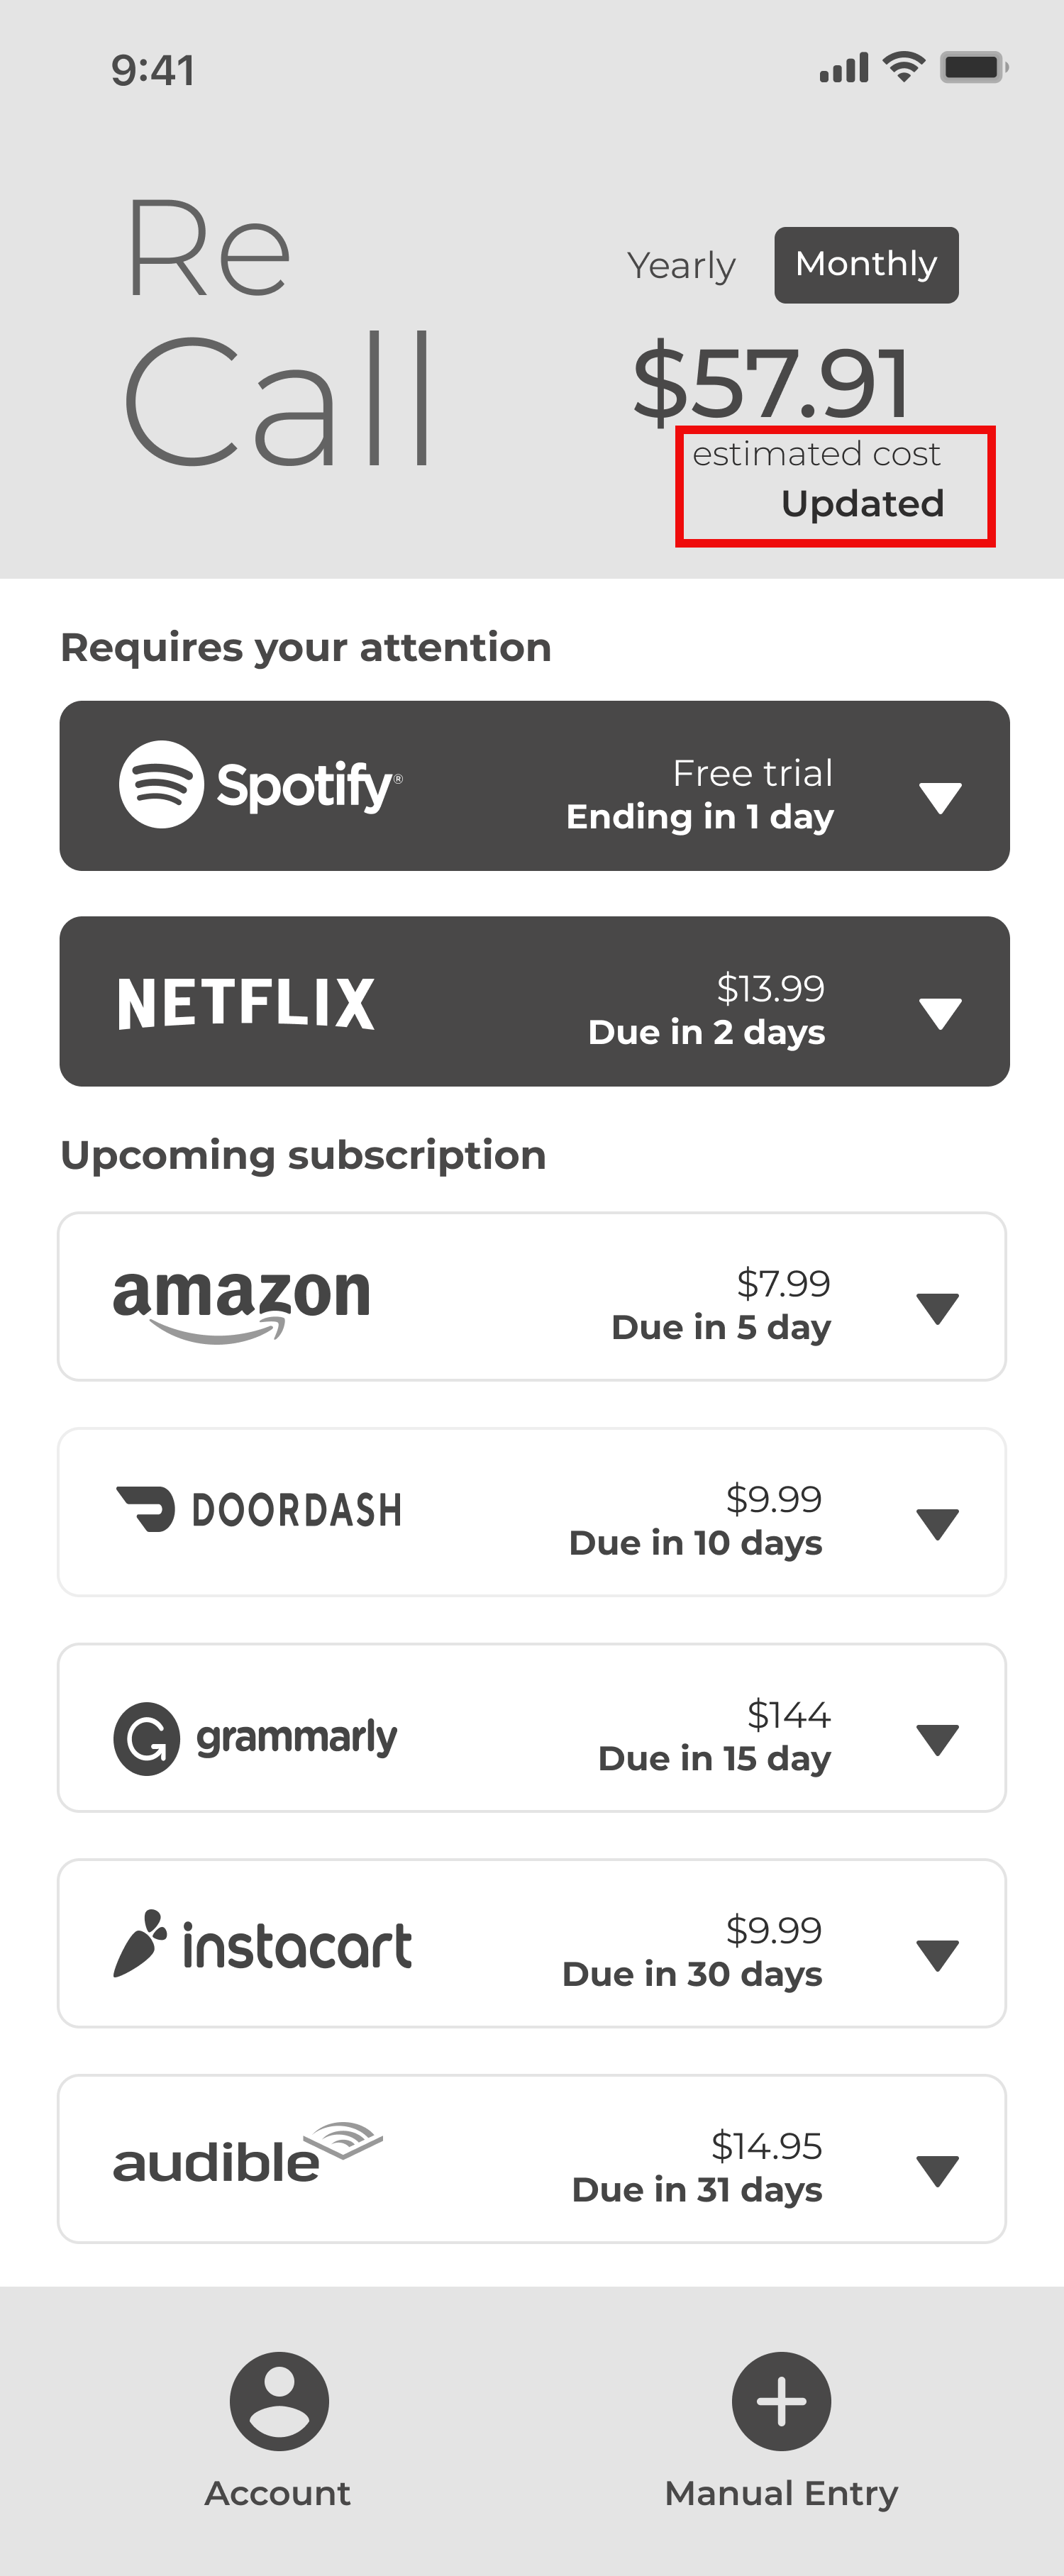 9:41
Re
Call
Yearly Monthly
$57.91
estimated cost
Updated
Requires your attention
Spotify®
Free trial
Ending in 1 day
NETFLIX
$13.99
Due in 2 days
Upcoming subscription
amazon
$7.99
Due in 5 day
DOORDASH
$9.99
Due in 10 days
G grammarly
$144
Due in 15 day
instacart
$9.99
Due in 30 days
audible
$14.95
Due in 31 days
Account
Manual Entry